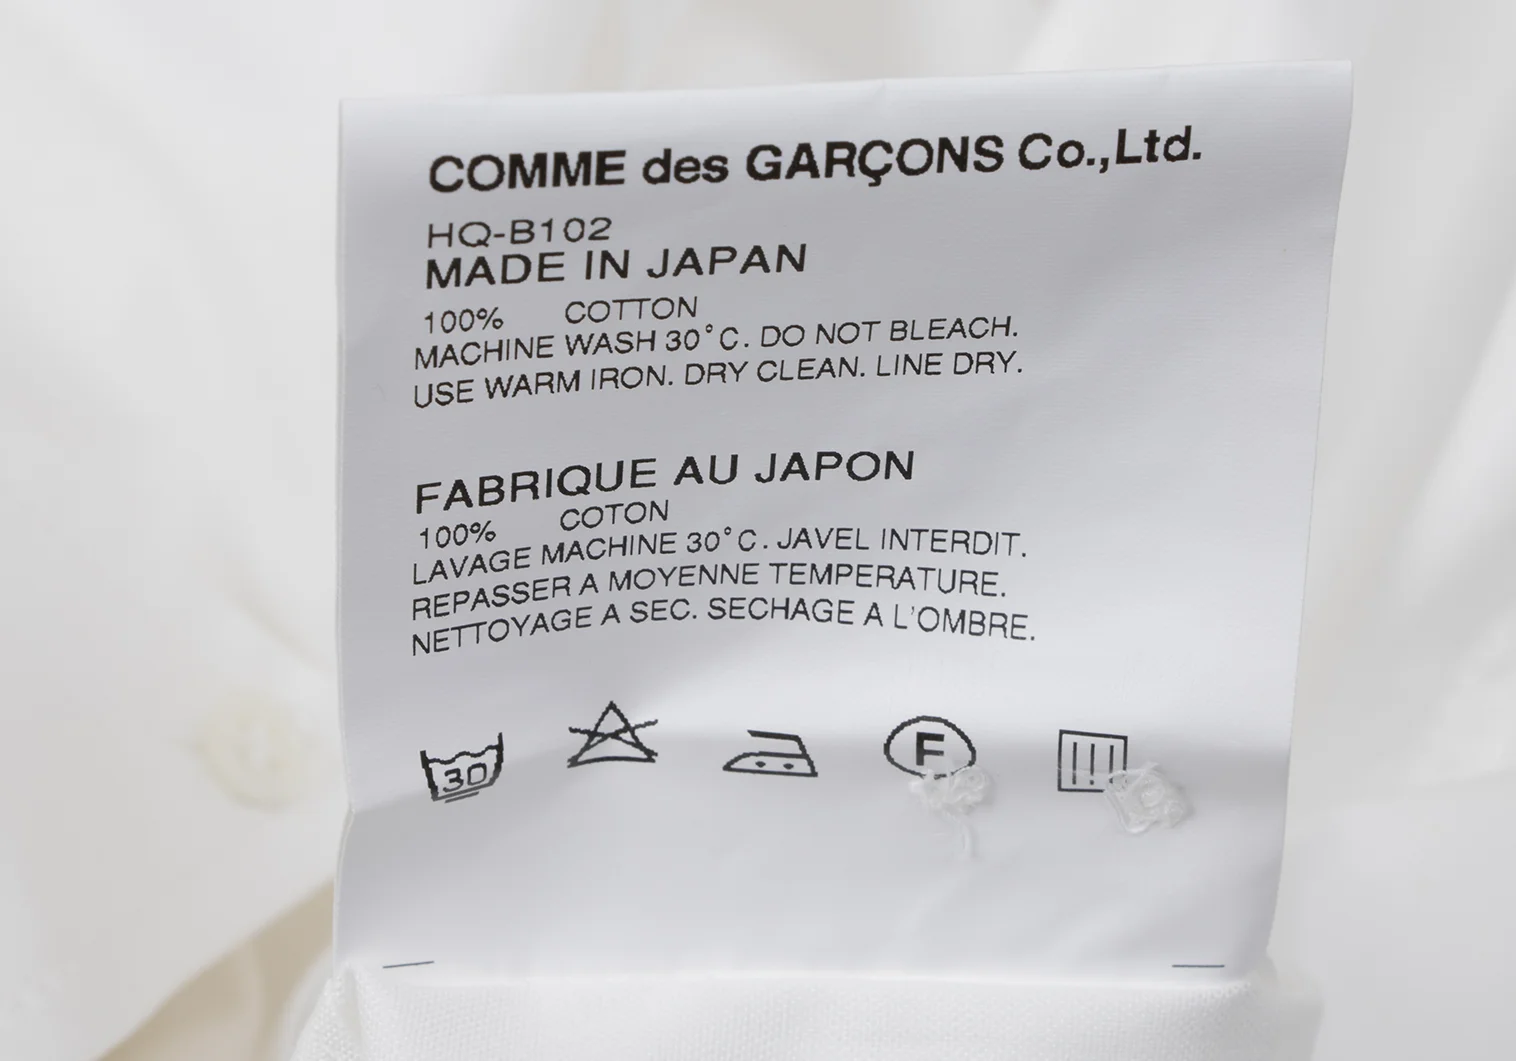 COMME des GARÇONS Co.,Ltd.
HQ-B102
MADE IN JAPAN
100% COTTON
MACHINE WASH 30°C. DO NOT BLEACH.
USE WARM IRON. DRY CLEAN. LINE DRY.
FABRIQUE AU JAPON
100% COTON
LAVAGE MACHINE 30°C. JAVEL INTERDIT.
REPASSER A MOYENNE TEMPERATURE.
NETTOYAGE A SEC. SECHAGE A L'OMBRE.
30 F